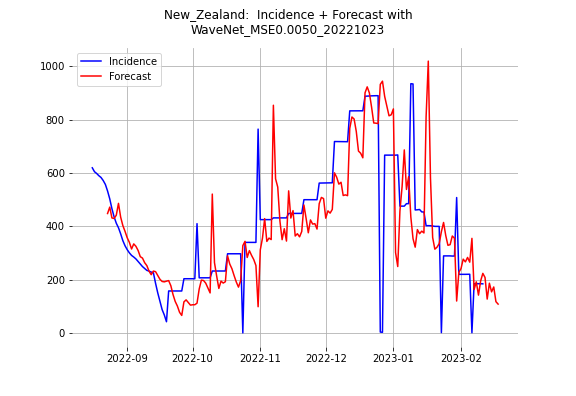 New_Zealand:  Incidence + Forecast with
WaveNet_MSE0.0050_20221023
Incidence
Forecast
1000
800
600
400
200
0
2022-09 2022-10 2022-11 2022-12 2023-01 2023-02